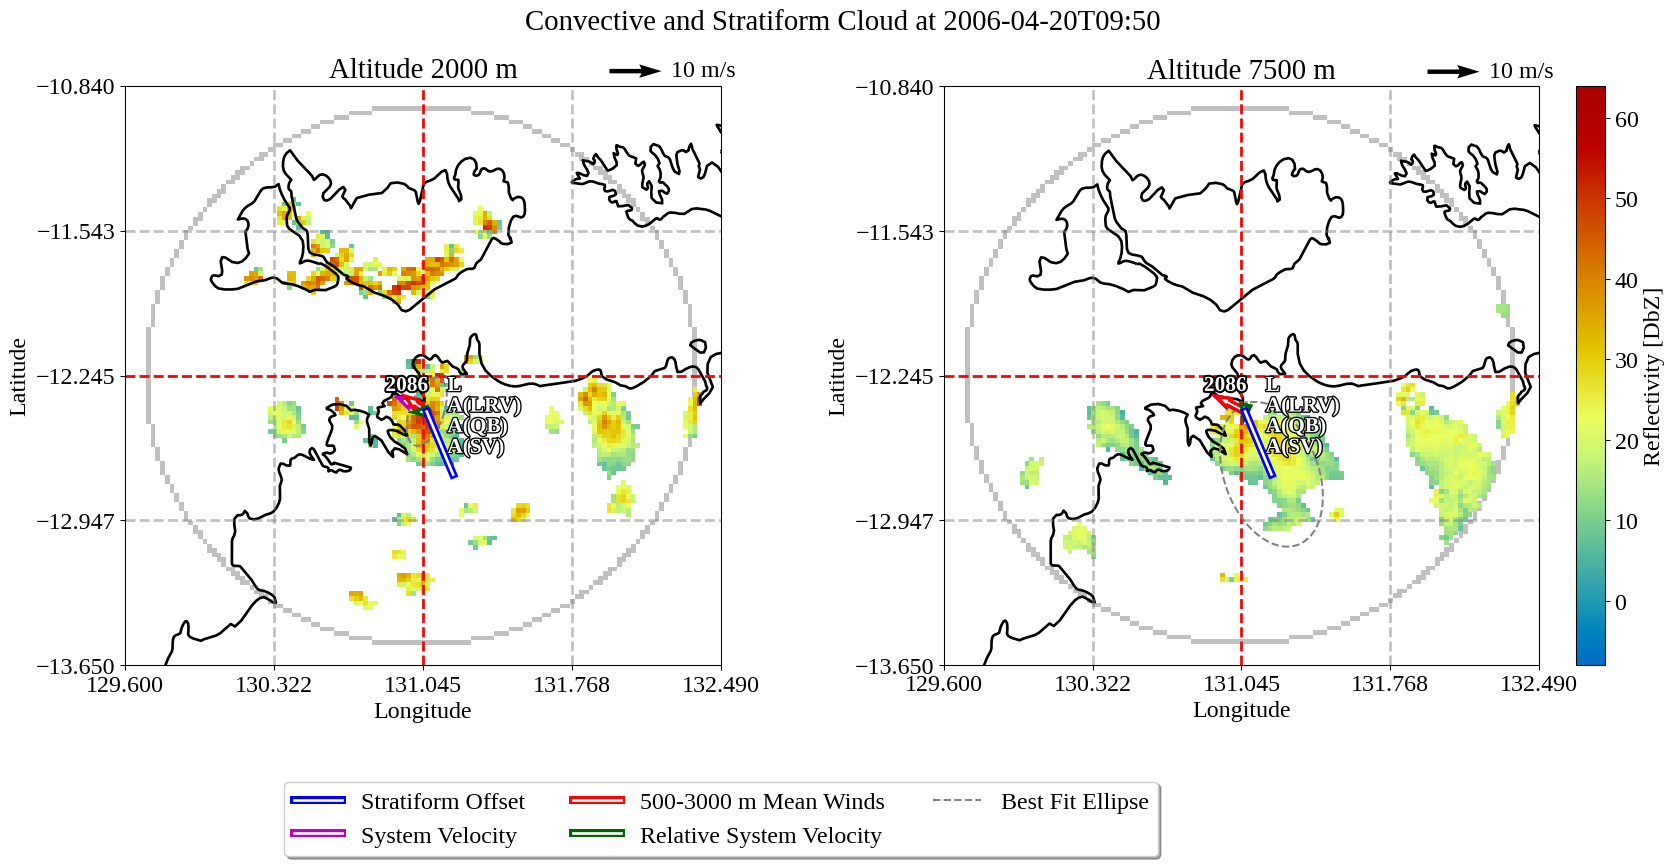 Convective and Stratiform Cloud at 2006-04-20T09:50
Altitude 2000 m
10 m/s
Altitude 7500 m
10 m/s
−10.840
−11.543
−12.245
−12.947
−13.650
Latitude
129.600
130.322
131.045
131.768
132.490
Longitude
2086
L
A(LRV)
A(QB)
A(SV)
−10.840
−11.543
−12.245
−12.947
−13.650
Latitude
129.600
130.322
131.045
131.768
132.490
Longitude
2086
L
A(LRV)
A(QB)
A(SV)
60
50
40
30
20
10
0
Reflectivity [DbZ]
Stratiform Offset
500-3000 m Mean Winds
Best Fit Ellipse
System Velocity
Relative System Velocity